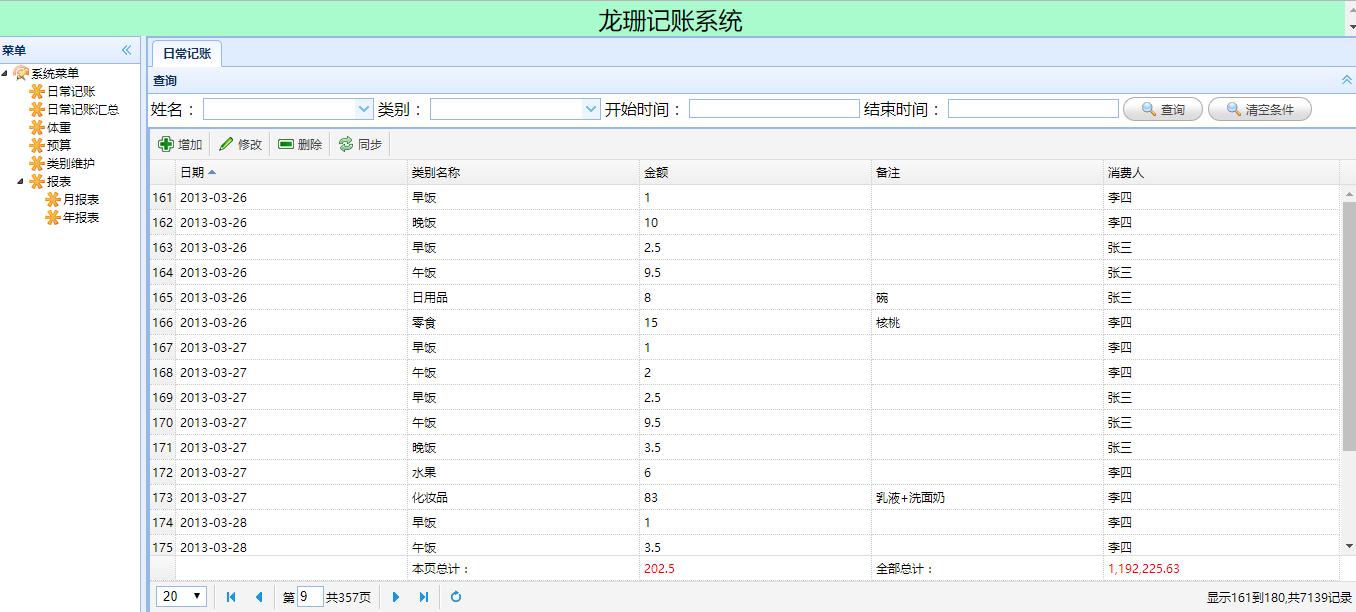 龙珊记账系统
菜单
系统菜单
日常记账
日常记账汇总
体重
预算
类别维护
报表
月报表
年报表
日常记账
查询
姓名： 类别： 开始时间： 结束时间： 查询 清空条件
增加 修改 删除 同步
日期 类别名称 金额 备注 消费人
161 2013-03-26 早饭 1 李四
162 2013-03-26 晚饭 10 李四
163 2013-03-26 早饭 2.5 张三
164 2013-03-26 午饭 9.5 张三
165 2013-03-26 日用品 8 碗 张三
166 2013-03-26 零食 15 核桃 李四
167 2013-03-27 早饭 1 李四
168 2013-03-27 午饭 2 李四
169 2013-03-27 早饭 2.5 张三
170 2013-03-27 午饭 9.5 张三
171 2013-03-27 晚饭 3.5 张三
172 2013-03-27 水果 6 李四
173 2013-03-27 化妆品 83 乳液+洗面奶 李四
174 2013-03-28 早饭 1 李四
175 2013-03-28 午饭 3.5 李四
本页总计： 202.5 全部总计： 1,192,225.63
20 第 9 共357页 显示161到180,共7139记录